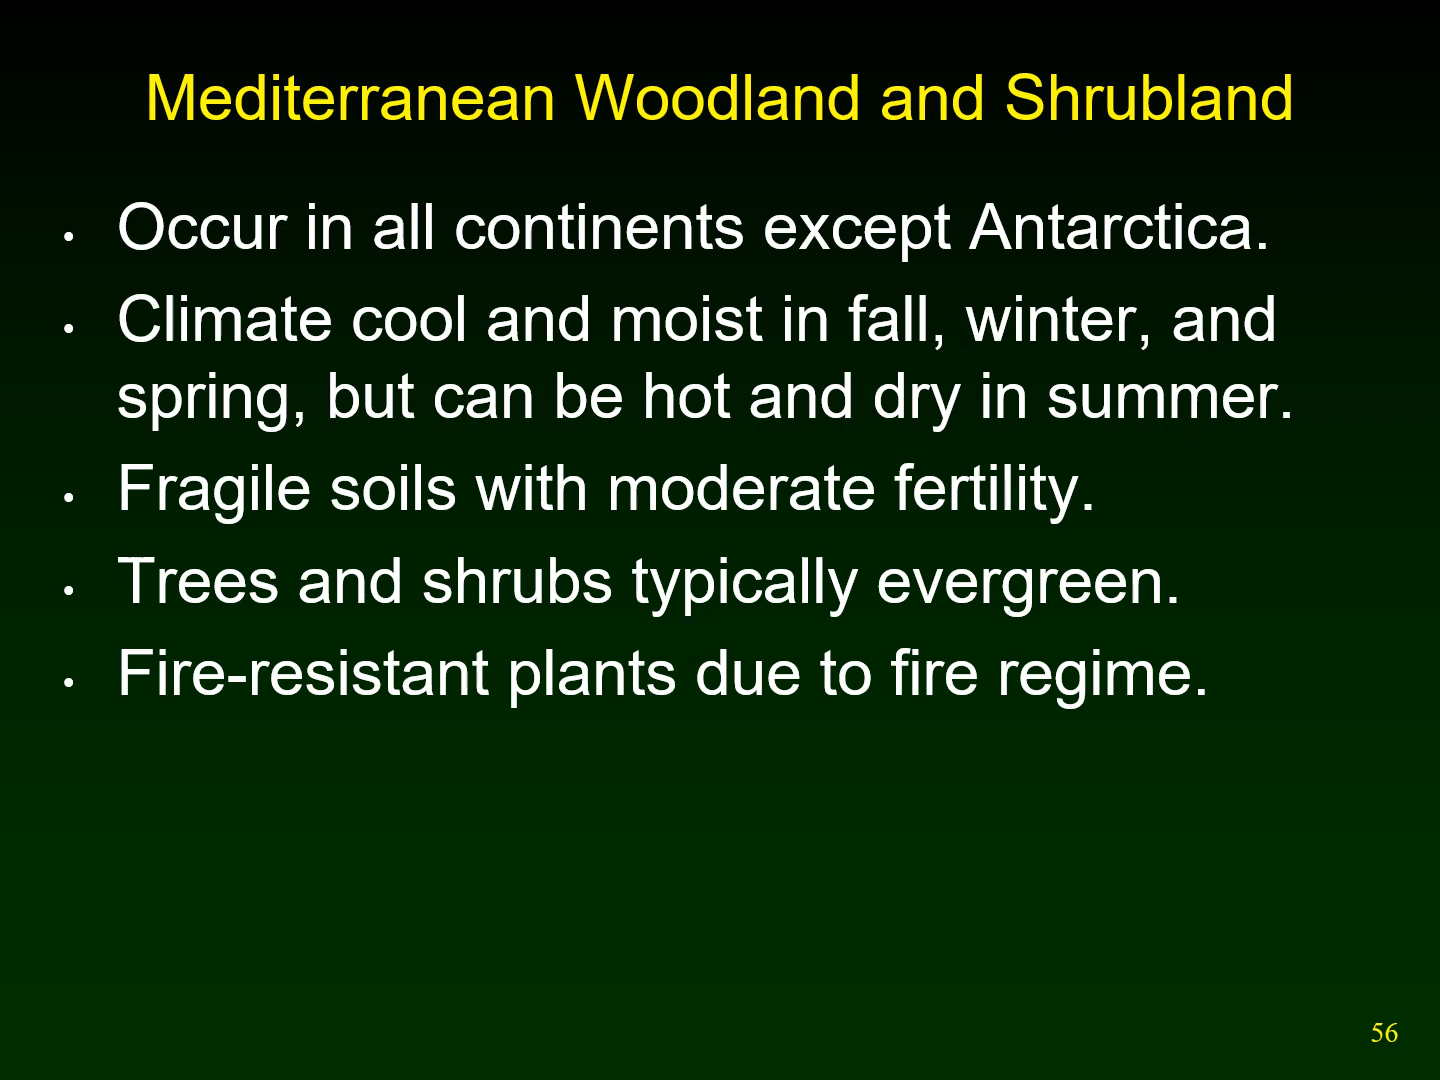 Mediterranean Woodland and Shrubland
• Occur in all continents except Antarctica.
• Climate cool and moist in fall, winter, and
spring, but can be hot and dry in summer.
• Fragile soils with moderate fertility.
• Trees and shrubs typically evergreen.
• Fire-resistant plants due to fire regime.
56